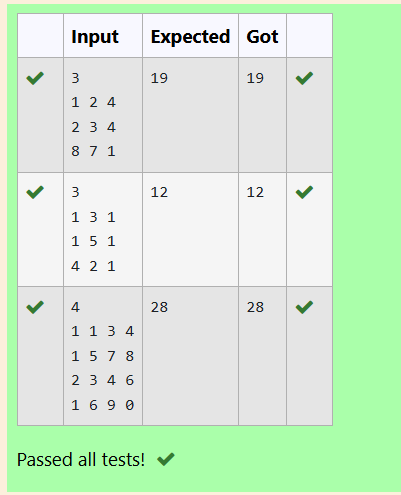 Input Expected Got
3 19 19
1 2 4
2 3 4
8 7 1
3 12 12
1 3 1
1 5 1
4 2 1
4 28 28
1 1 3 4
1 5 7 8
2 3 4 6
1 6 9 0
Passed all tests!